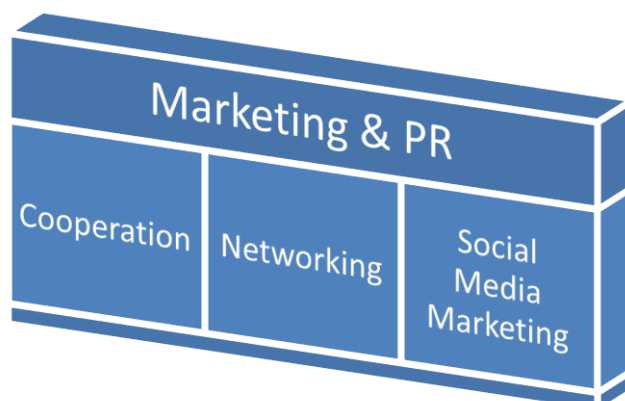 Marketing & PR
Cooperation
Networking
Social
Media
Marketing